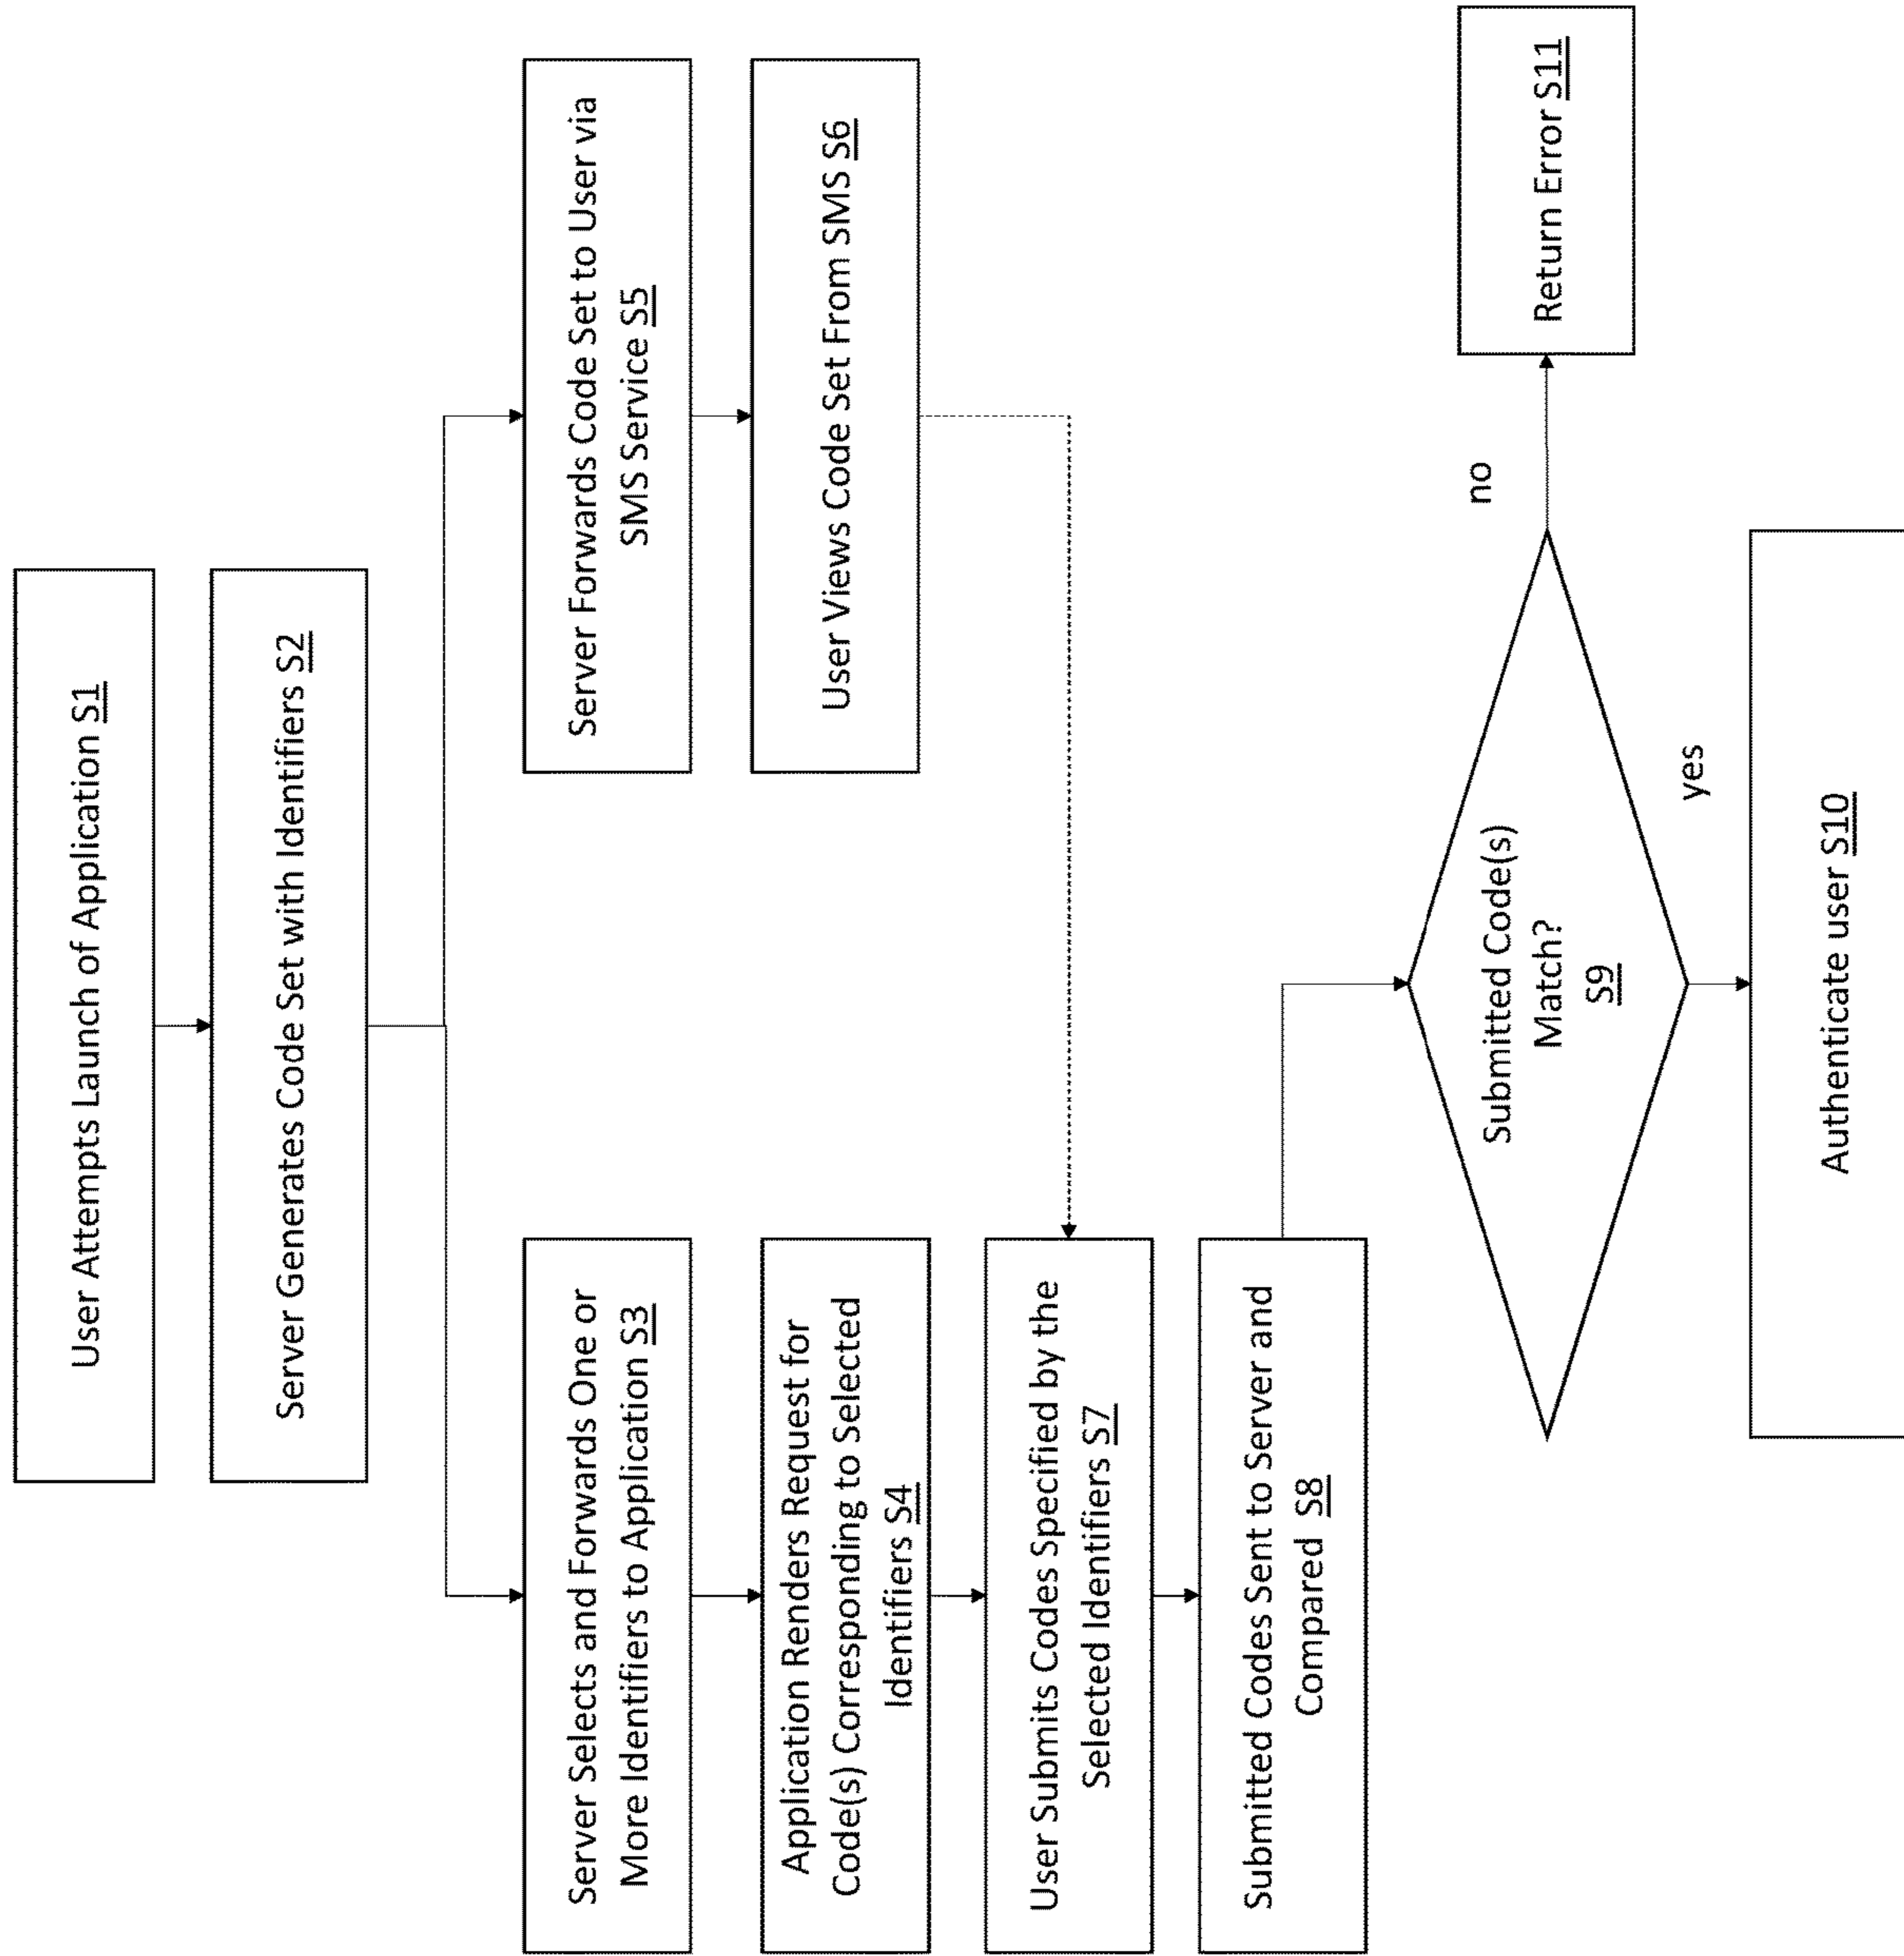 User Attempts Launch of Application S1
Server Generates Code Set with Identifiers S2
Server Selects and Forwards One or
More Identifiers to Application S3
Application Renders Request for
Code(s) Corresponding to Selected
Identifiers S4
Server Forwards Code Set to User via
SMS Service S5
User Views Code Set From SMS S6
User Submits Codes Specified by the
Selected Identifiers S7
Submitted Codes Sent to Server and
Compared S8
Submitted Code(s)
Match?
S9
no
Return Error S11
yes
Authenticate user S10